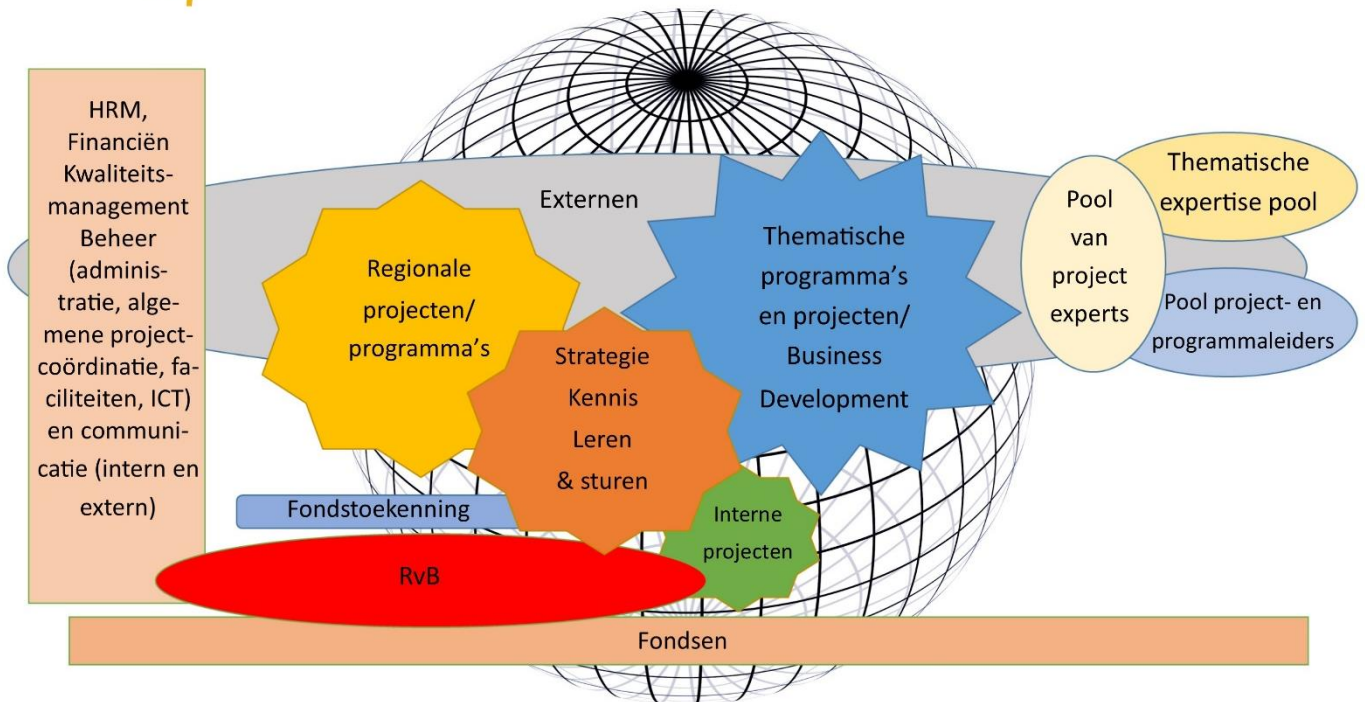 HRM,
Financiën
Kwaliteits-
management
Beheer
(adminis-
tratie, alge-
mene project-
coördinatie, fa-
ciliteiten, ICT)
en communi-
catie (intern en
extern)
Externen
Regionale
projecten/
programma's
Strategie
Kennis
Leren
& sturen
Thematische
programma's
en projecten/
Business
Development
Pool
van
project
experts
Thematische
expertise pool
Pool project- en
programmaleiders
Fondstoekenning
Interne
projecten
RvB
Fondsen